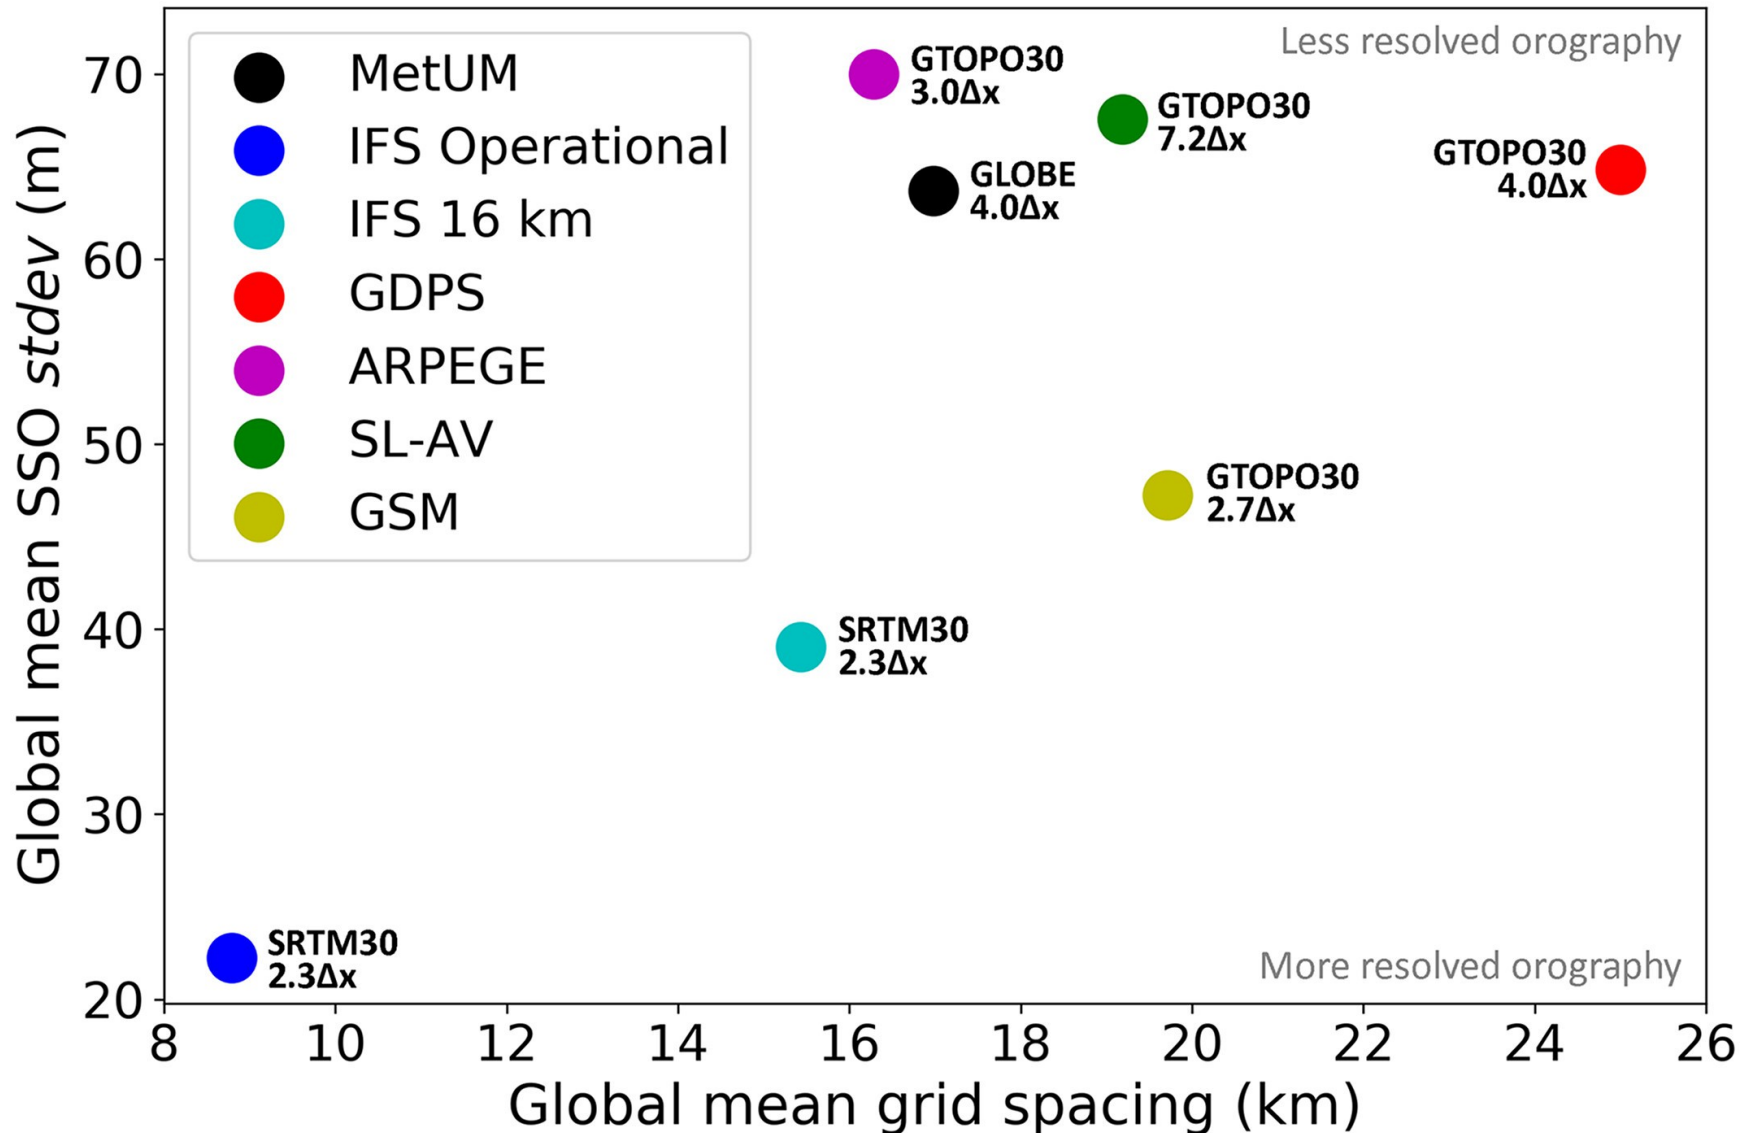 Less resolved orography
MetUM
IFS Operational
IFS 16 km
GDPS
ARPEGE
SL-AV
GSM
GTOPO30
3.0Δx
GTOPO30
7.2Δx
GTOPO30
4.0Δx
GLOBE
4.0Δx
GTOPO30
2.7Δx
SRTM30
2.3Δx
SRTM30
2.3Δx
More resolved orography
Global mean SSO stdev (m)
70
60
50
40
30
20
8 10 12 14 16 18 20 22 24 26
Global mean grid spacing (km)